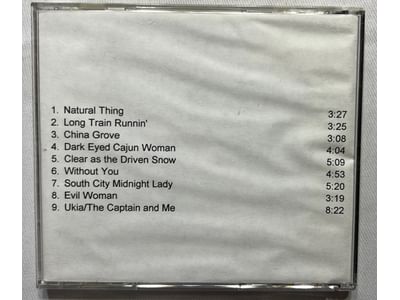 1. Natural Thing 3:27
2. Long Train Runnin' 3:25
3. China Grove 3:08
4. Dark Eyed Cajun Woman 4:04
5. Clear as the Driven Snow 5:09
6. Without You 4:53
7. South City Midnight Lady 5:20
8. Evil Woman 3:19
9. Ukia/The Captain and Me 8:22